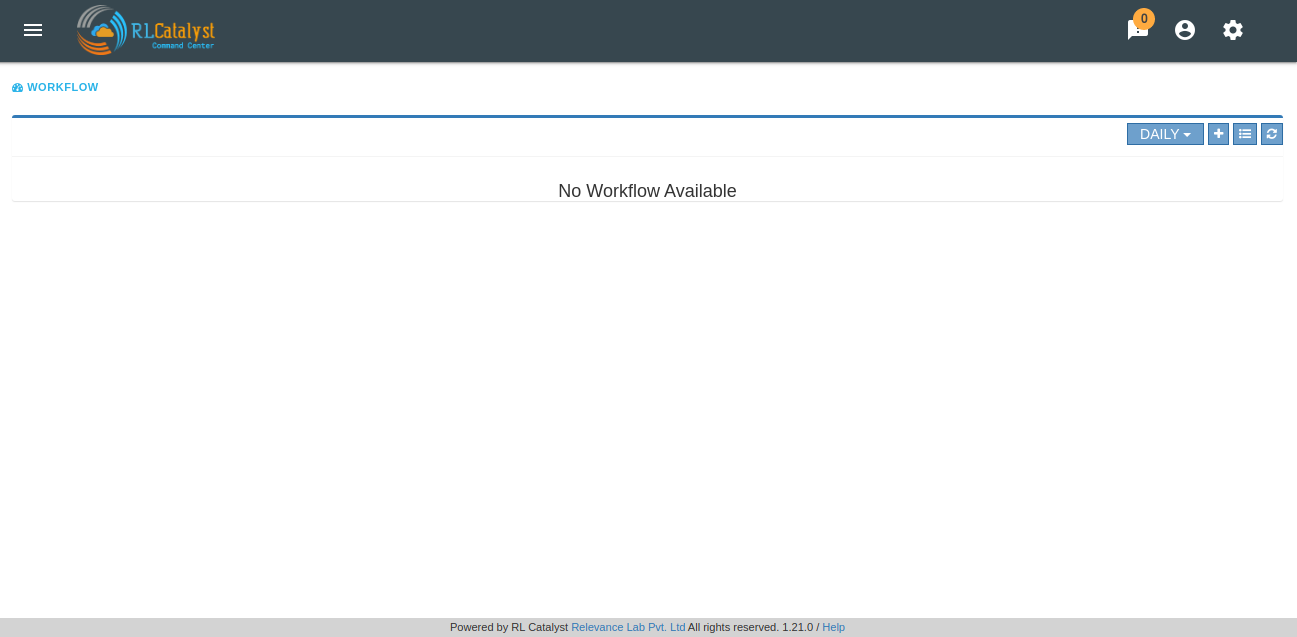 RLCatalyst
Command Center
0
WORKFLOW
DAILY
No Workflow Available
Powered by RL Catalyst Relevance Lab Pvt. Ltd All rights reserved. 1.21.0 / Help